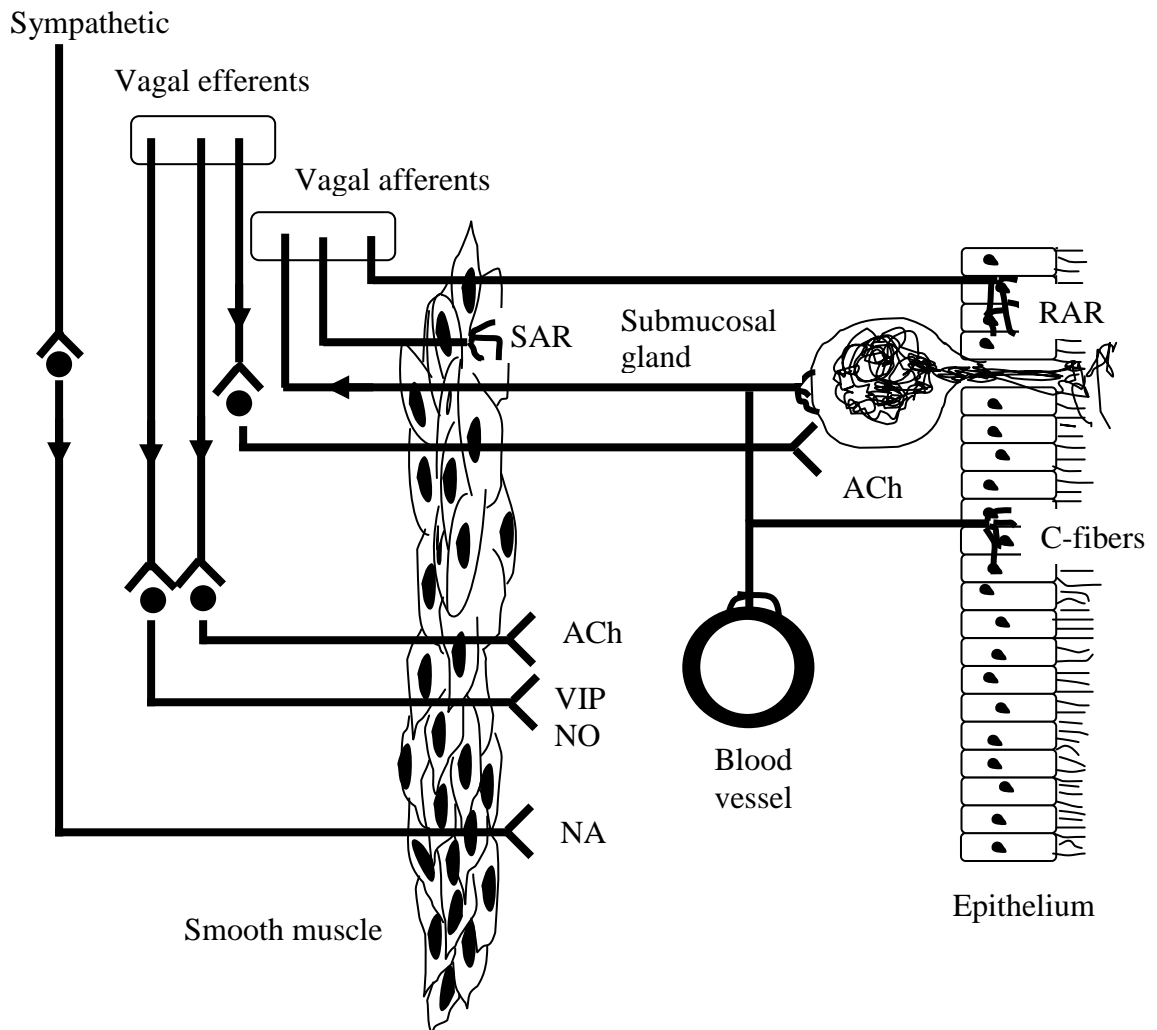 Sympathetic
Vagal efferents
Vagal afferents
SAR
Submucosal
gland
RAR
ACh
C-fibers
ACh
VIP
NO
Blood
vessel
NA
Epithelium
Smooth muscle